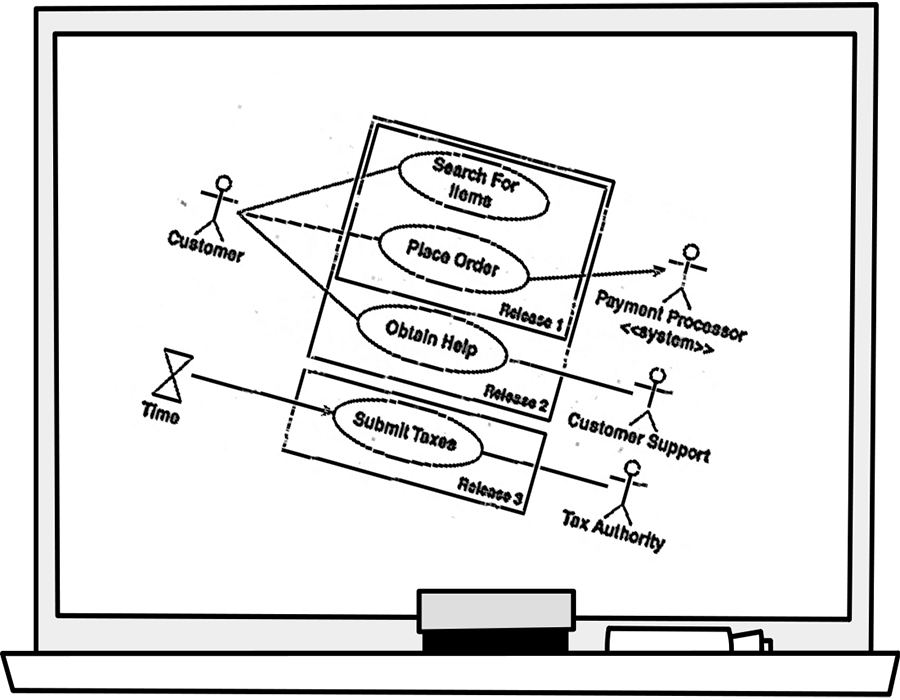 Search For
Items
Customer
Place Order
Release 1
Payment Processor
<<system>>
Obtain Help
Release 2
Time
Customer Support
Submit Taxes
Release 3
Tax Authority